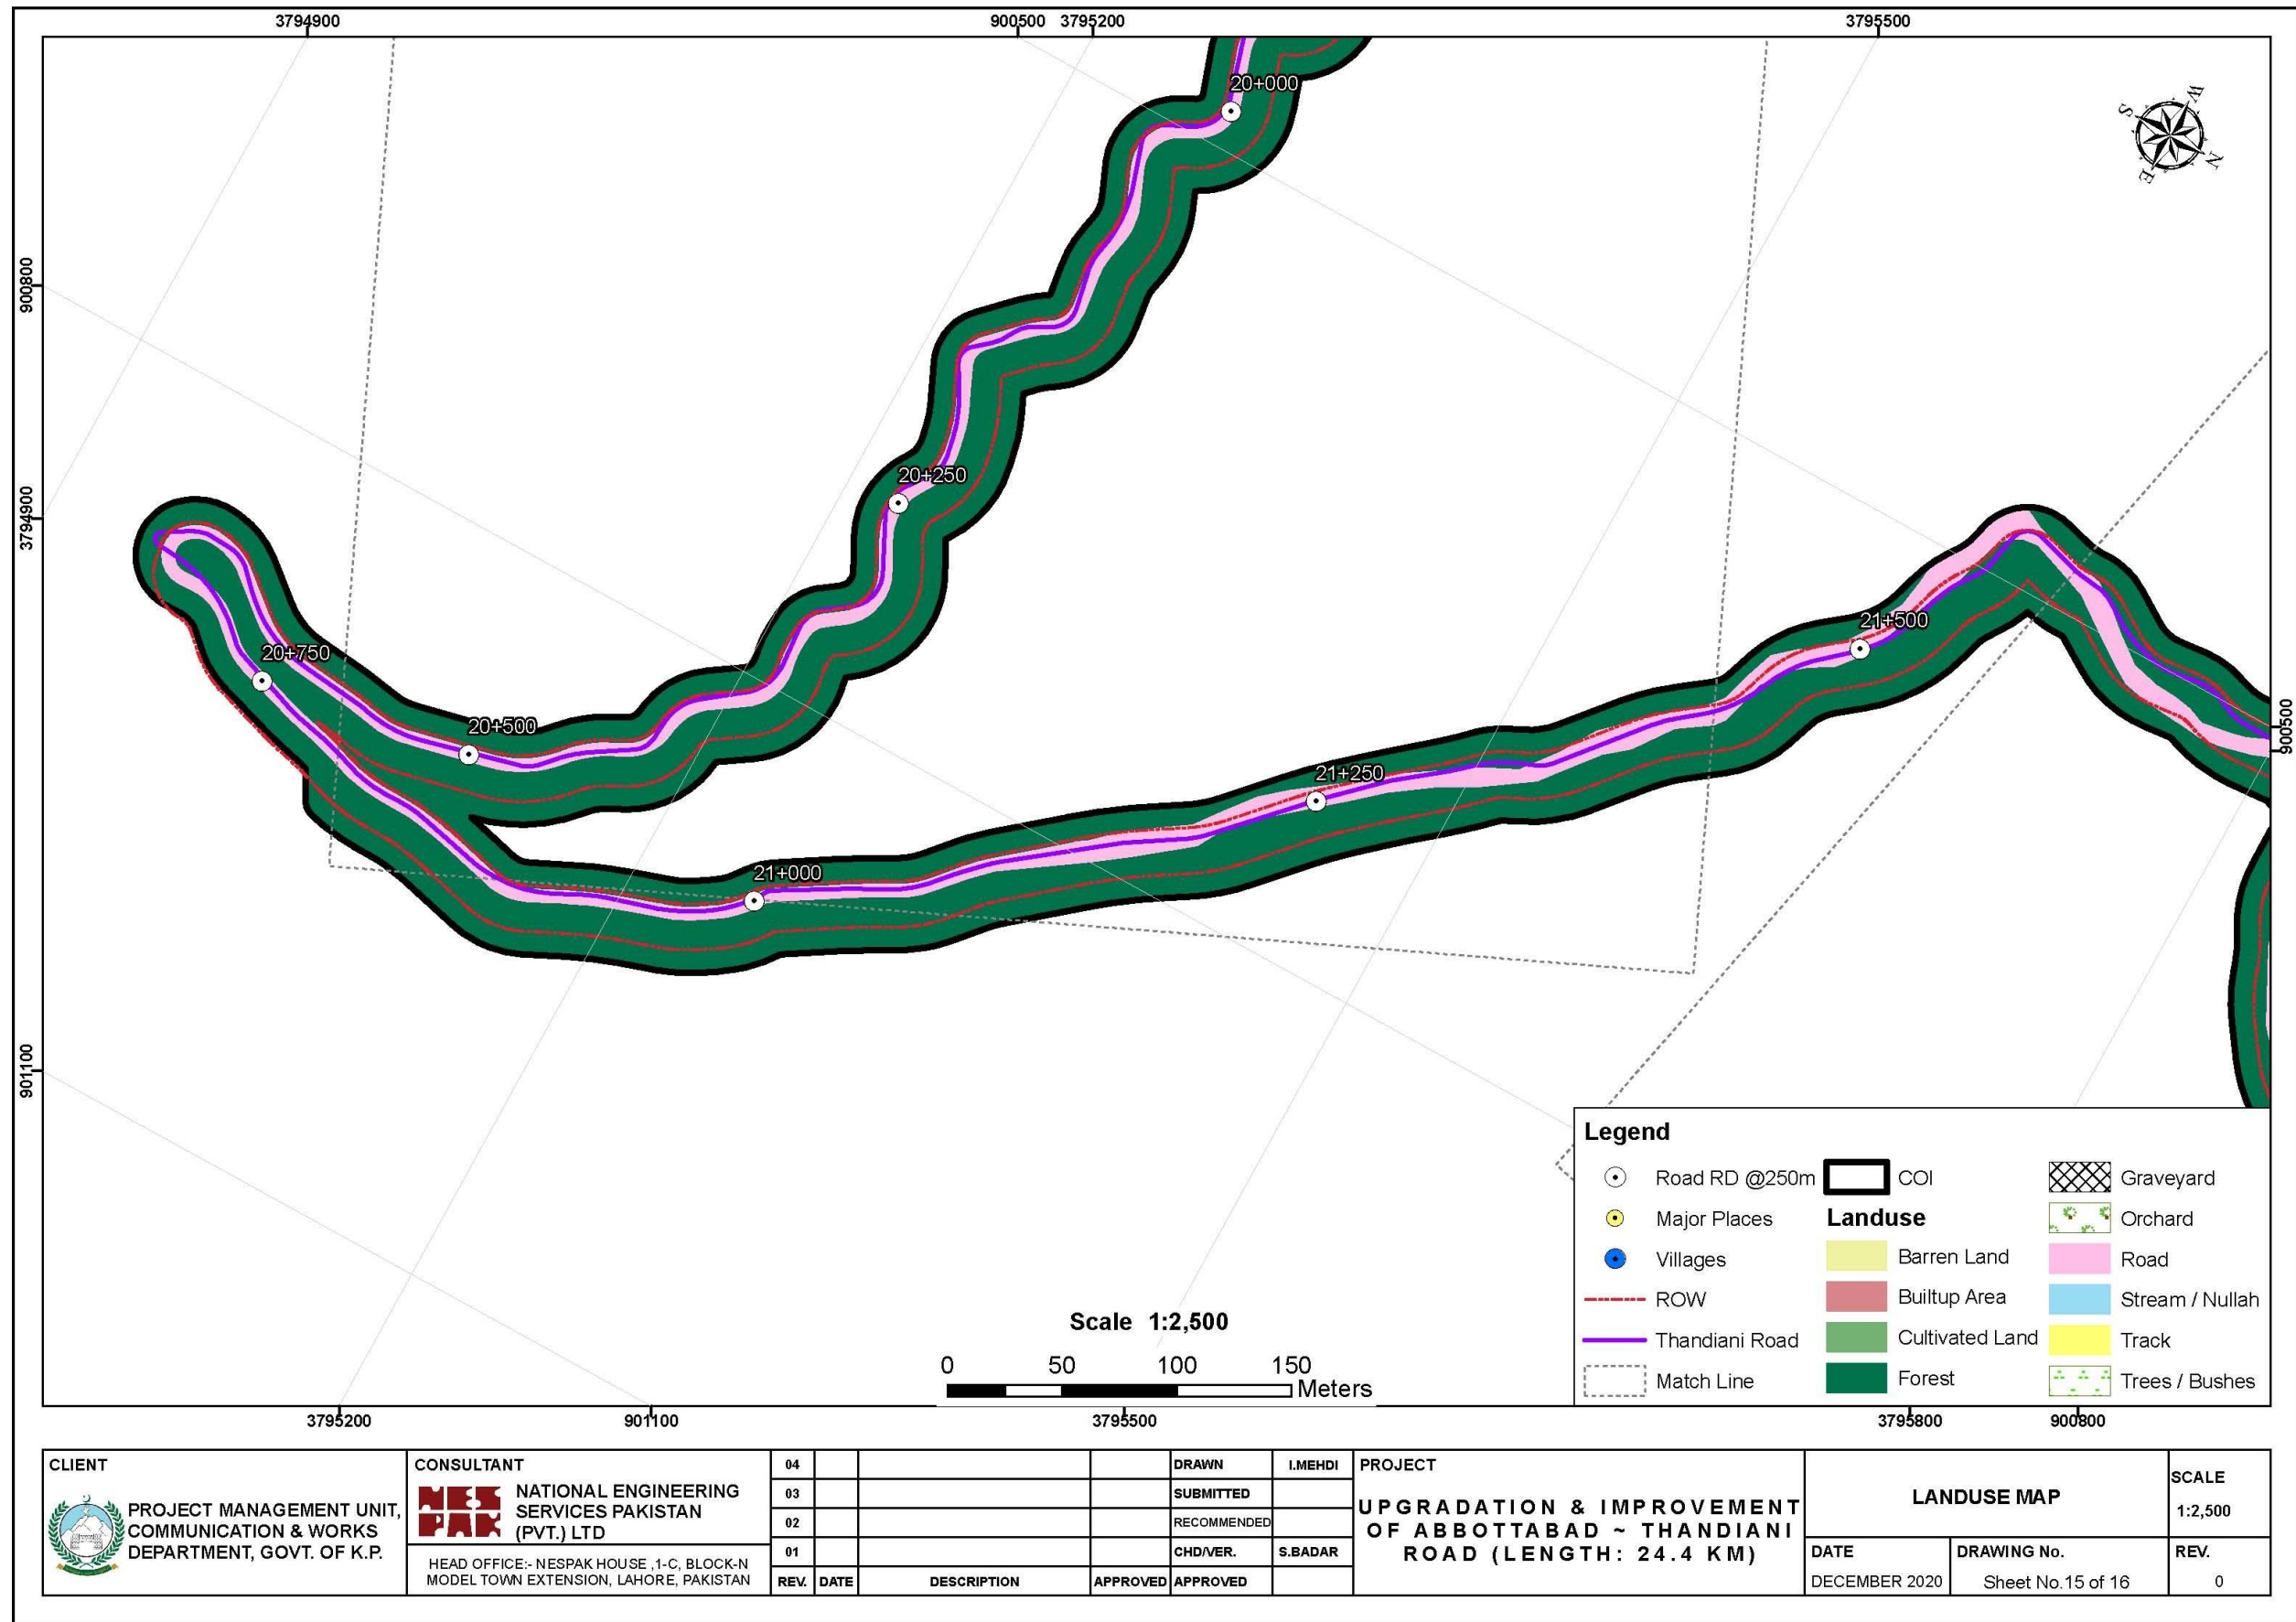 3794900
900500 3795200
3795500
20+000
W
S
N
E
900800
20+250
3794900
21+500
20+750
20+500
900500
21+250
21+000
901100
Legend
Road RD @250m
Major Places
Villages
ROW
Thandiani Road
Match Line
COI
Landuse
Barren Land
Builtup Area
Cultivated Land
Forest
Graveyard
Orchard
Road
Stream / Nullah
Track
Trees / Bushes
Scale 1:2,500
0 50 100 150
Meters
3795200
901100
3795500
3795800
900800
CLIENT
PROJECT MANAGEMENT UNIT,
COMMUNICATION & WORKS
DEPARTMENT, GOVT. OF K.P.
CONSULTANT
NESPAK
NATIONAL ENGINEERING
SERVICES PAKISTAN
(PVT.) LTD
HEAD OFFICE:- NESPAK HOUSE ,1-C, BLOCK-N
MODEL TOWN EXTENSION, LAHORE, PAKISTAN
04 DRAWN I.MEHDI
03 SUBMITTED
02 RECOMMENDED
01 CHD/VER. S.BADAR
REV. DATE DESCRIPTION APPROVED APPROVED
PROJECT
UPGRADATION & IMPROVEMENT
OF ABBOTTABAD ~ THANDIANI
ROAD (LENGTH: 24.4 KM)
LANDUSE MAP
SCALE
1:2,500
DATE
DECEMBER 2020
DRAWING No.
Sheet No.15 of 16
REV.
0